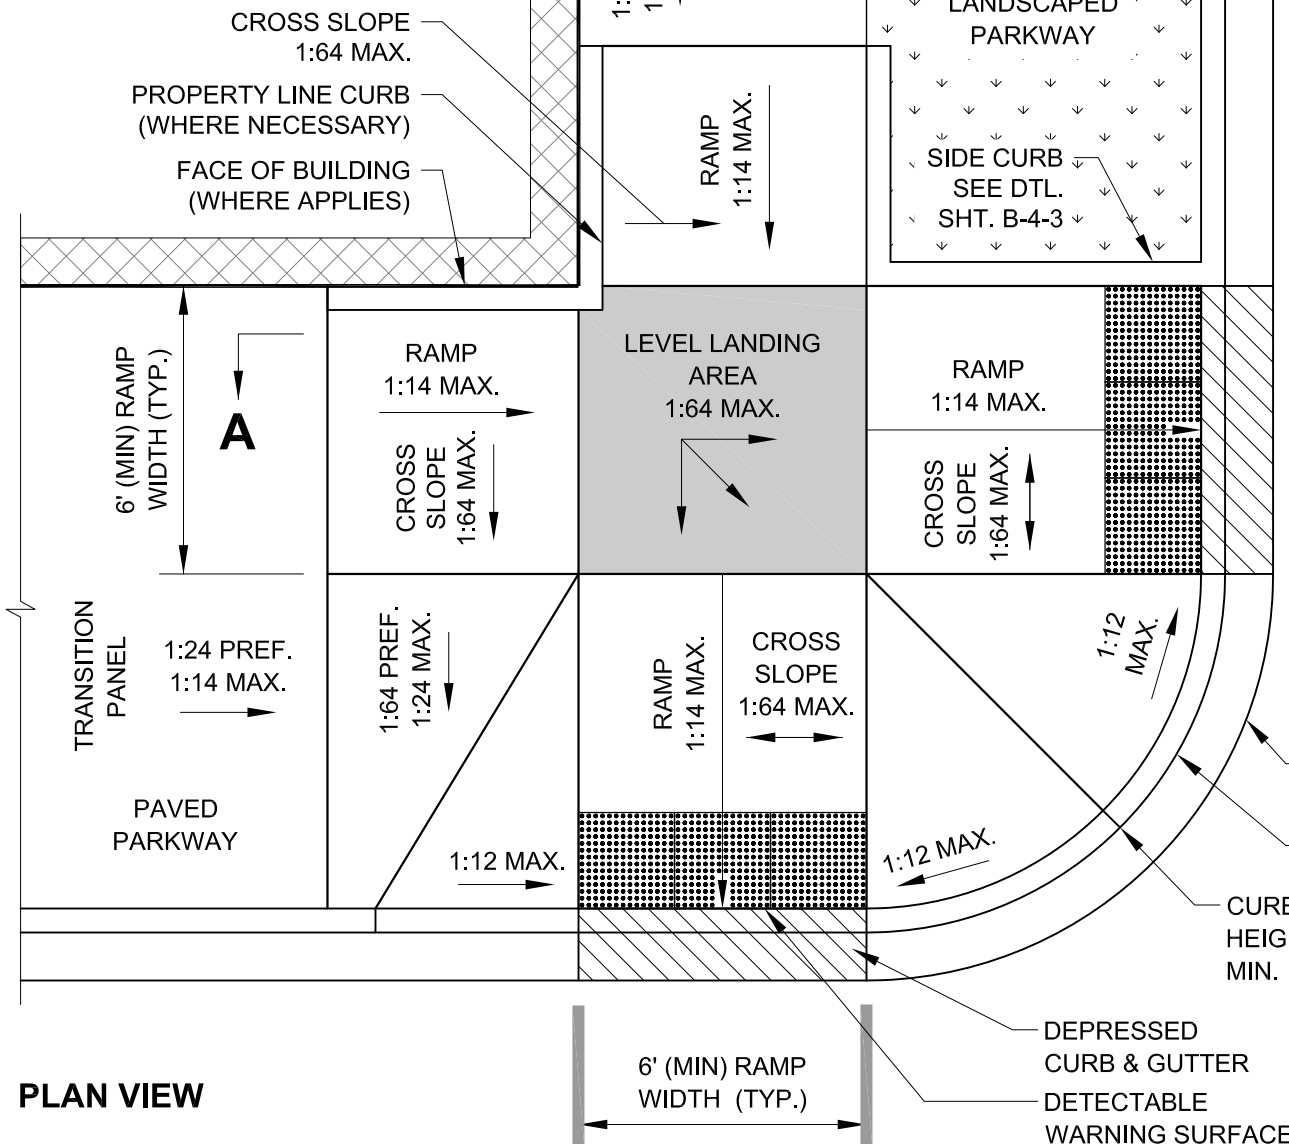 LANDSCAPED
PARKWAY
CROSS SLOPE
1:64 MAX.
PROPERTY LINE CURB
(WHERE NECESSARY)
FACE OF BUILDING
(WHERE APPLIES)
RAMP
1:14 MAX.
SIDE CURB
SEE DTL.
SHT. B-4-3
6' (MIN) RAMP
WIDTH (TYP.)
A
RAMP
1:14 MAX.
CROSS
SLOPE
1:64 MAX.
LEVEL LANDING
AREA
1:64 MAX.
RAMP
1:14 MAX.
CROSS
SLOPE
1:64 MAX.
TRANSITION
PANEL
1:24 PREF.
1:14 MAX.
1:64 PREF.
1:24 MAX.
RAMP
1:14 MAX.
CROSS
SLOPE
1:64 MAX.
1:12
MAX.
PAVED
PARKWAY
1:12 MAX.
1:12 MAX.
MIN.
DEPRESSED
CURB & GUTTER
6' (MIN) RAMP
WIDTH (TYP.)
DETECTABLE
WARNING SURFACE
PLAN VIEW